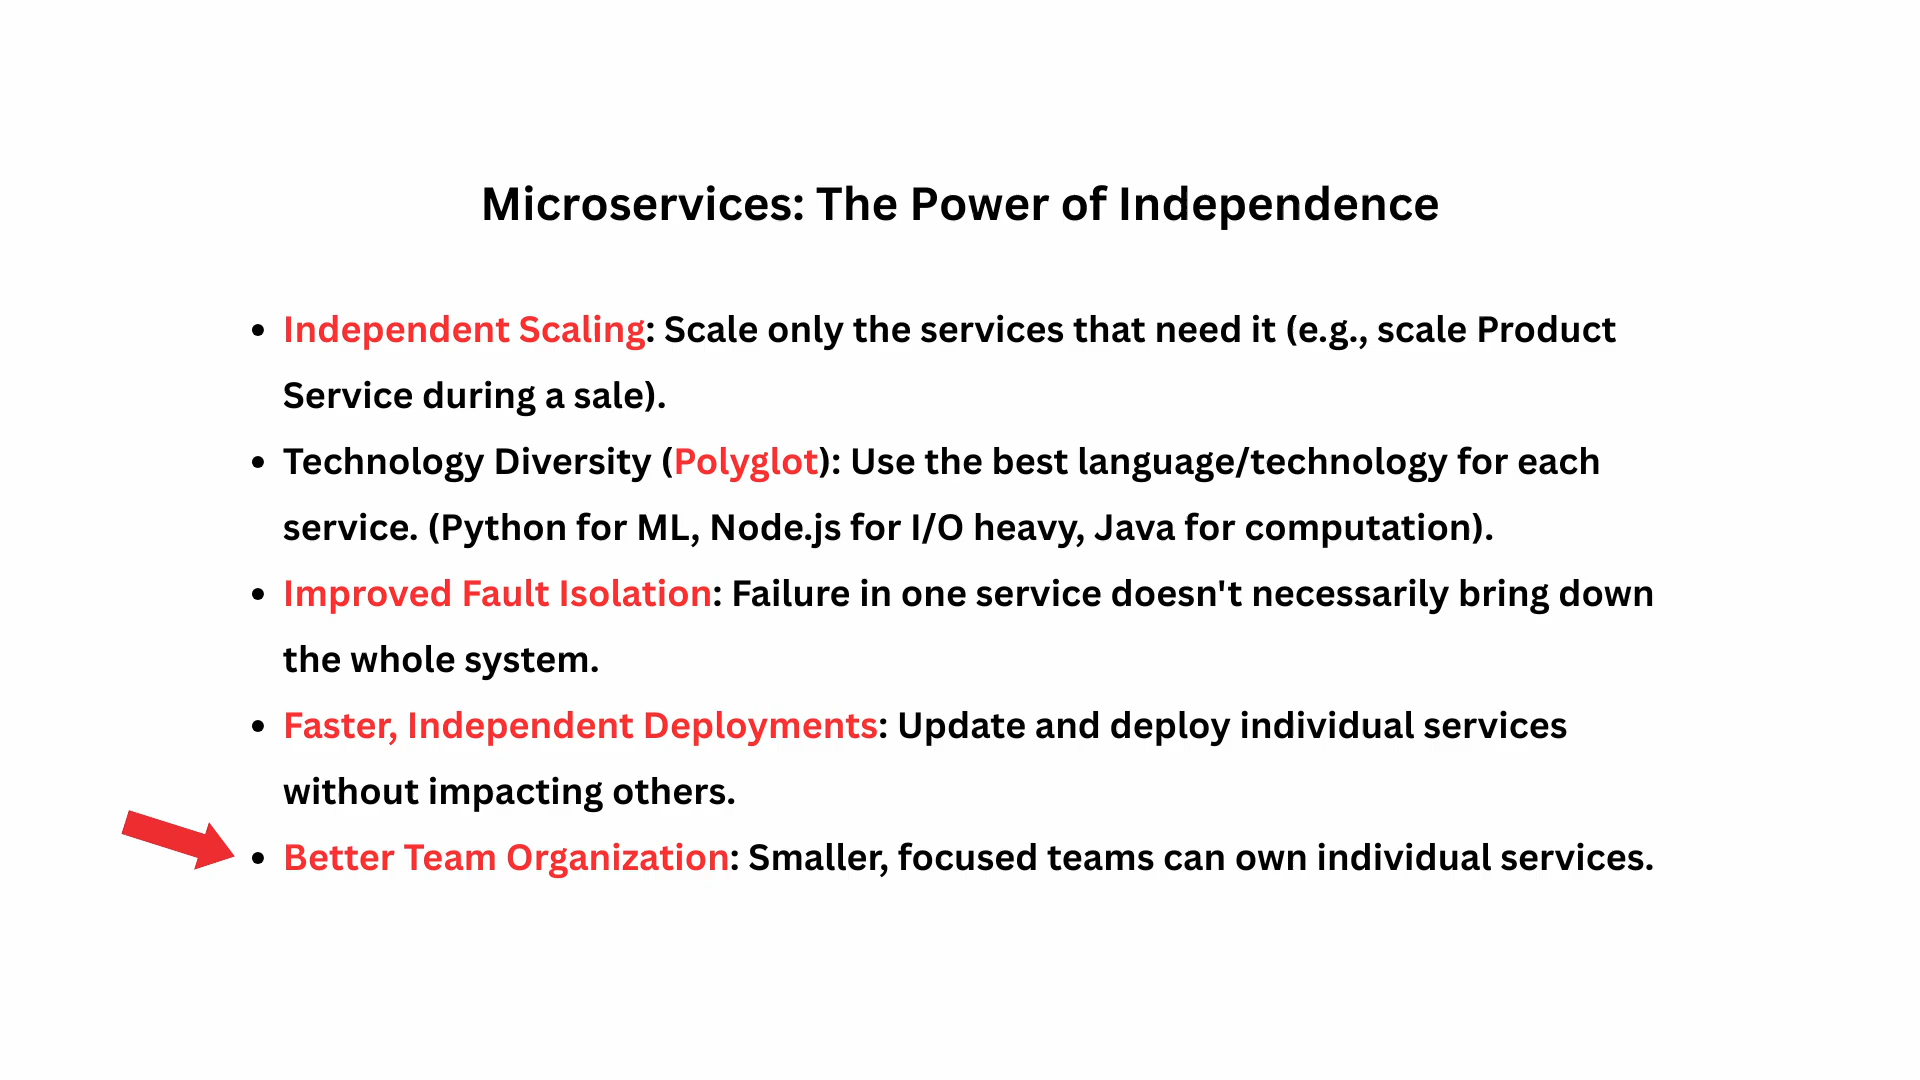 Microservices: The Power of Independence
• Independent Scaling: Scale only the services that need it (e.g., scale Product
Service during a sale).
• Technology Diversity (Polyglot): Use the best language/technology for each
service. (Python for ML, Node.js for I/O heavy, Java for computation).
• Improved Fault Isolation: Failure in one service doesn't necessarily bring down
the whole system.
• Faster, Independent Deployments: Update and deploy individual services
without impacting others.
• Better Team Organization: Smaller, focused teams can own individual services.